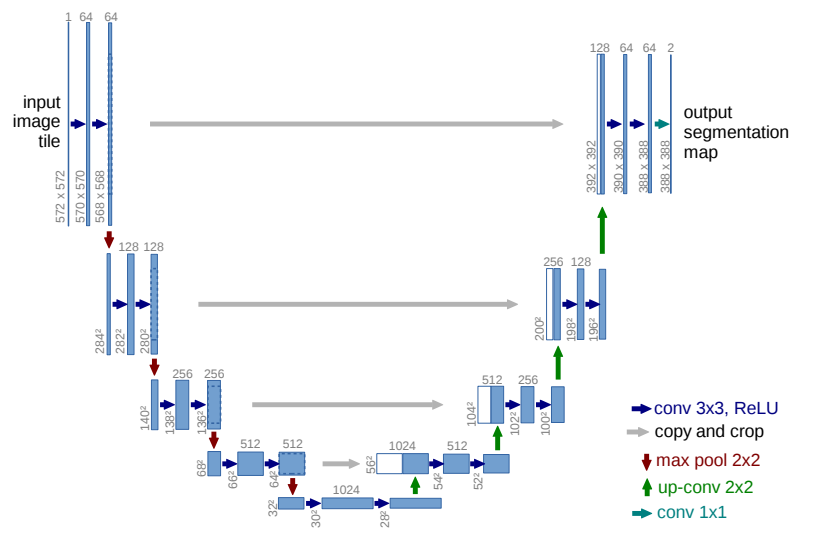 1 64 64
128 64 64 2
input
image
tile
output
segmentation
map
572 x 572
570 x 570
568 x 568
392 x 392
390 x 390
388 x 388
388 x 388
128 128
256 128
284²
282²
280²
200²
198²
196²
256 256
512 256
140²
138²
136²
104²
102²
100²
512 512
1024 512
68²
66²
64²
56²
54²
52²
1024
32²
30²
28²
conv 3x3, ReLU
copy and crop
max pool 2x2
up-conv 2x2
conv 1x1